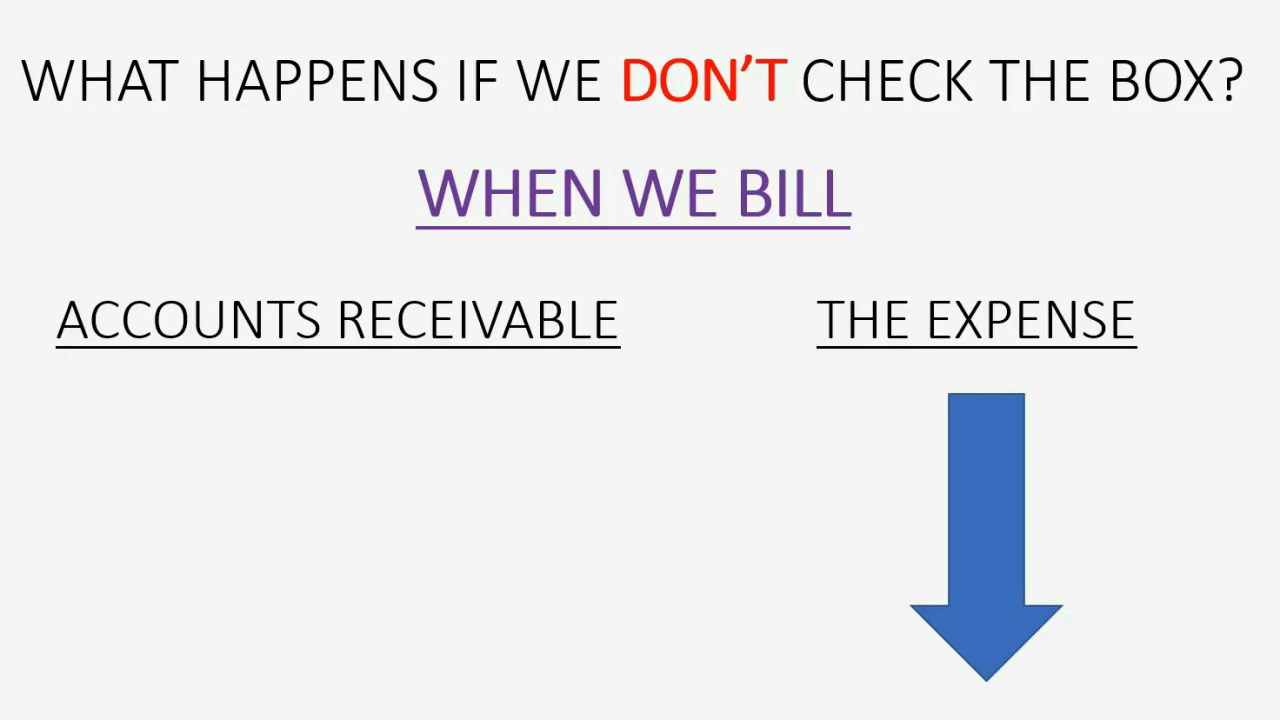 WHAT HAPPENS IF WE DON'T CHECK THE BOX?
WHEN WE BILL
ACCOUNTS RECEIVABLE
THE EXPENSE